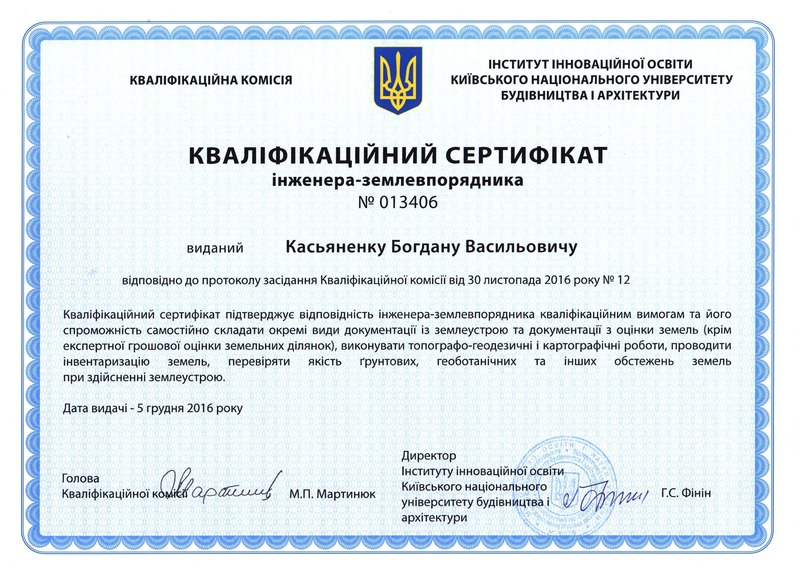 КВАЛІФІКАЦІЙНА КОМІСІЯ
ІНСТИТУТ ІННОВАЦІЙНОЇ ОСВІТИ
КИЇВСЬКОГО НАЦІОНАЛЬНОГО УНІВЕРСИТЕТУ
БУДІВНИЦТВА І АРХІТЕКТУРИ
КВАЛІФІКАЦІЙНИЙ СЕРТИФІКАТ
інженера-землевпорядника
№ 013406
виданий Касьяненку Богдану Васильовичу
відповідно до протоколу засідання Кваліфікаційної комісії від 30 листопада 2016 року № 12
Кваліфікаційний сертифікат підтверджує відповідність інженера-землевпорядника кваліфікаційним вимогам та його
спроможність самостійно складати окремі види документації із землеустрою та документації з оцінки земель (крім
експертної грошової оцінки земельних ділянок), виконувати топографо-геодезичні і картографічні роботи, проводити
інвентаризацію земель, перевіряти якість ґрунтових, геоботанічних та інших обстежень земель
при здійсненні землеустрою.
Дата видачі - 5 грудня 2016 року
Голова
Кваліфікаційної комісії
М.П. Мартинюк
Директор
Інституту інноваційної освіти
Київського національного
університету будівництва і
архітектури
Г.С. Фінін